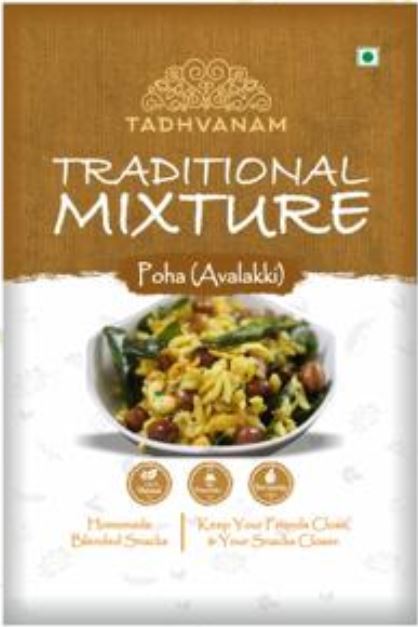 TADHVANAM
TRADITIONAL
MIXTURE
Poha (Avalakki)
Homemade
Blended Snacks
Keep Your Friends Close,
& Your Snacks Closer